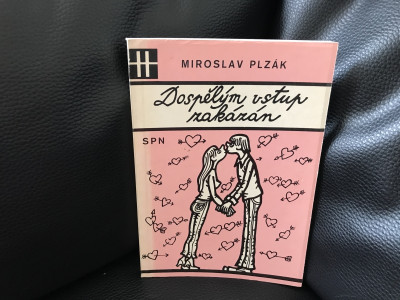 MIROSLAV PLZÁK
Dospělým vstup
zakázán
SPN